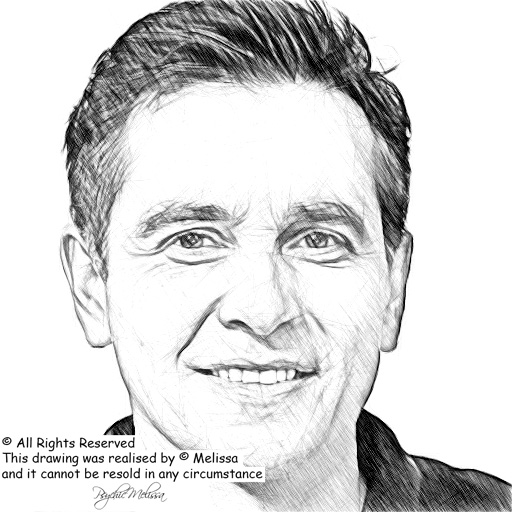 © All Rights Reserved
This drawing was realised by © Melissa
and it cannot be resold in any circumstance
Psychic Melissa